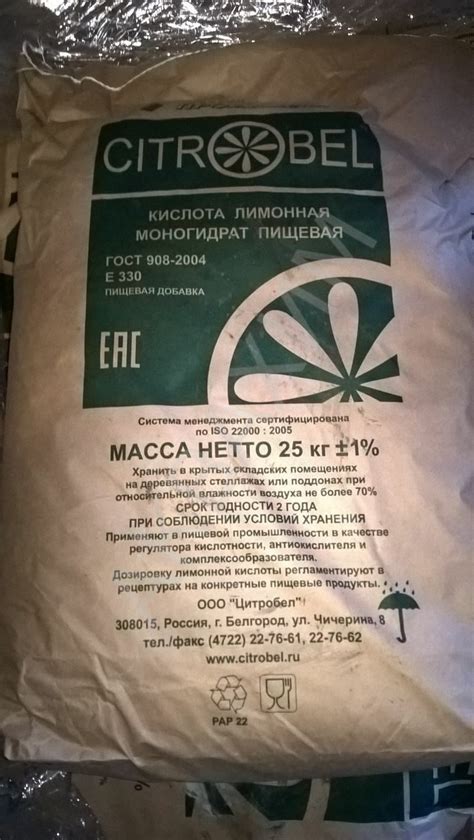 CITROBEL
КИСЛОТА ЛИМОННАЯ
МОНОГИДРАТ ПИЩЕВАЯ
ГОСТ 908-2004
Е 330
ПИЩЕВАЯ ДОБАВКА
EAC
Система менеджмента сертифицирована
по ISO 22000 : 2005
МАССА НЕТТО 25 кг ±1%
Хранить в крытых складских помещениях
на деревянных стеллажах или поддонах при
относительной влажности воздуха не более 70%
СРОК ГОДНОСТИ 2 ГОДА
ПРИ СОБЛЮДЕНИИ УСЛОВИЙ ХРАНЕНИЯ
Применяют в пищевой промышленности в качестве
регулятора кислотности, антиокислителя и
комплексообразователя.
Дозировку лимонной кислоты регламентируют в
рецептурах на конкретные пищевые продукты.
ООО "Цитробел"
308015, Россия, г. Белгород, ул. Чичерина, 8
тел./факс (4722) 22-76-61, 22-76-62
www.citrobel.ru
PAP 22